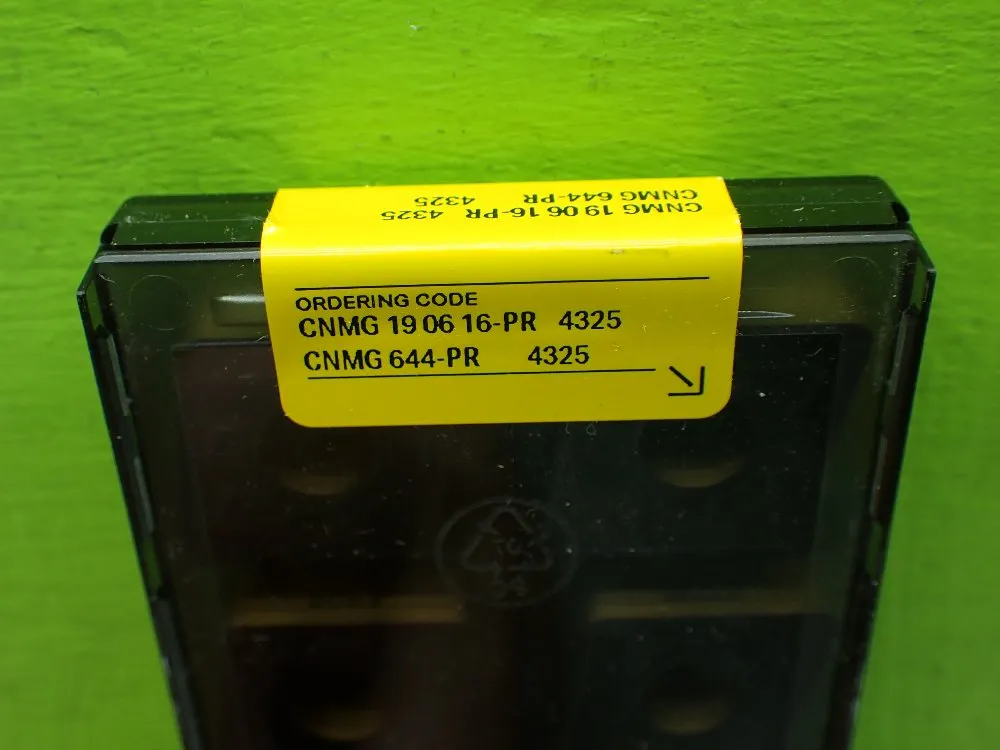 CNMG 644-PR 4325
CNMG 19 06 16-PR 4325
ORDERING CODE
CNMG 19 06 16-PR 4325
CNMG 644-PR 4325